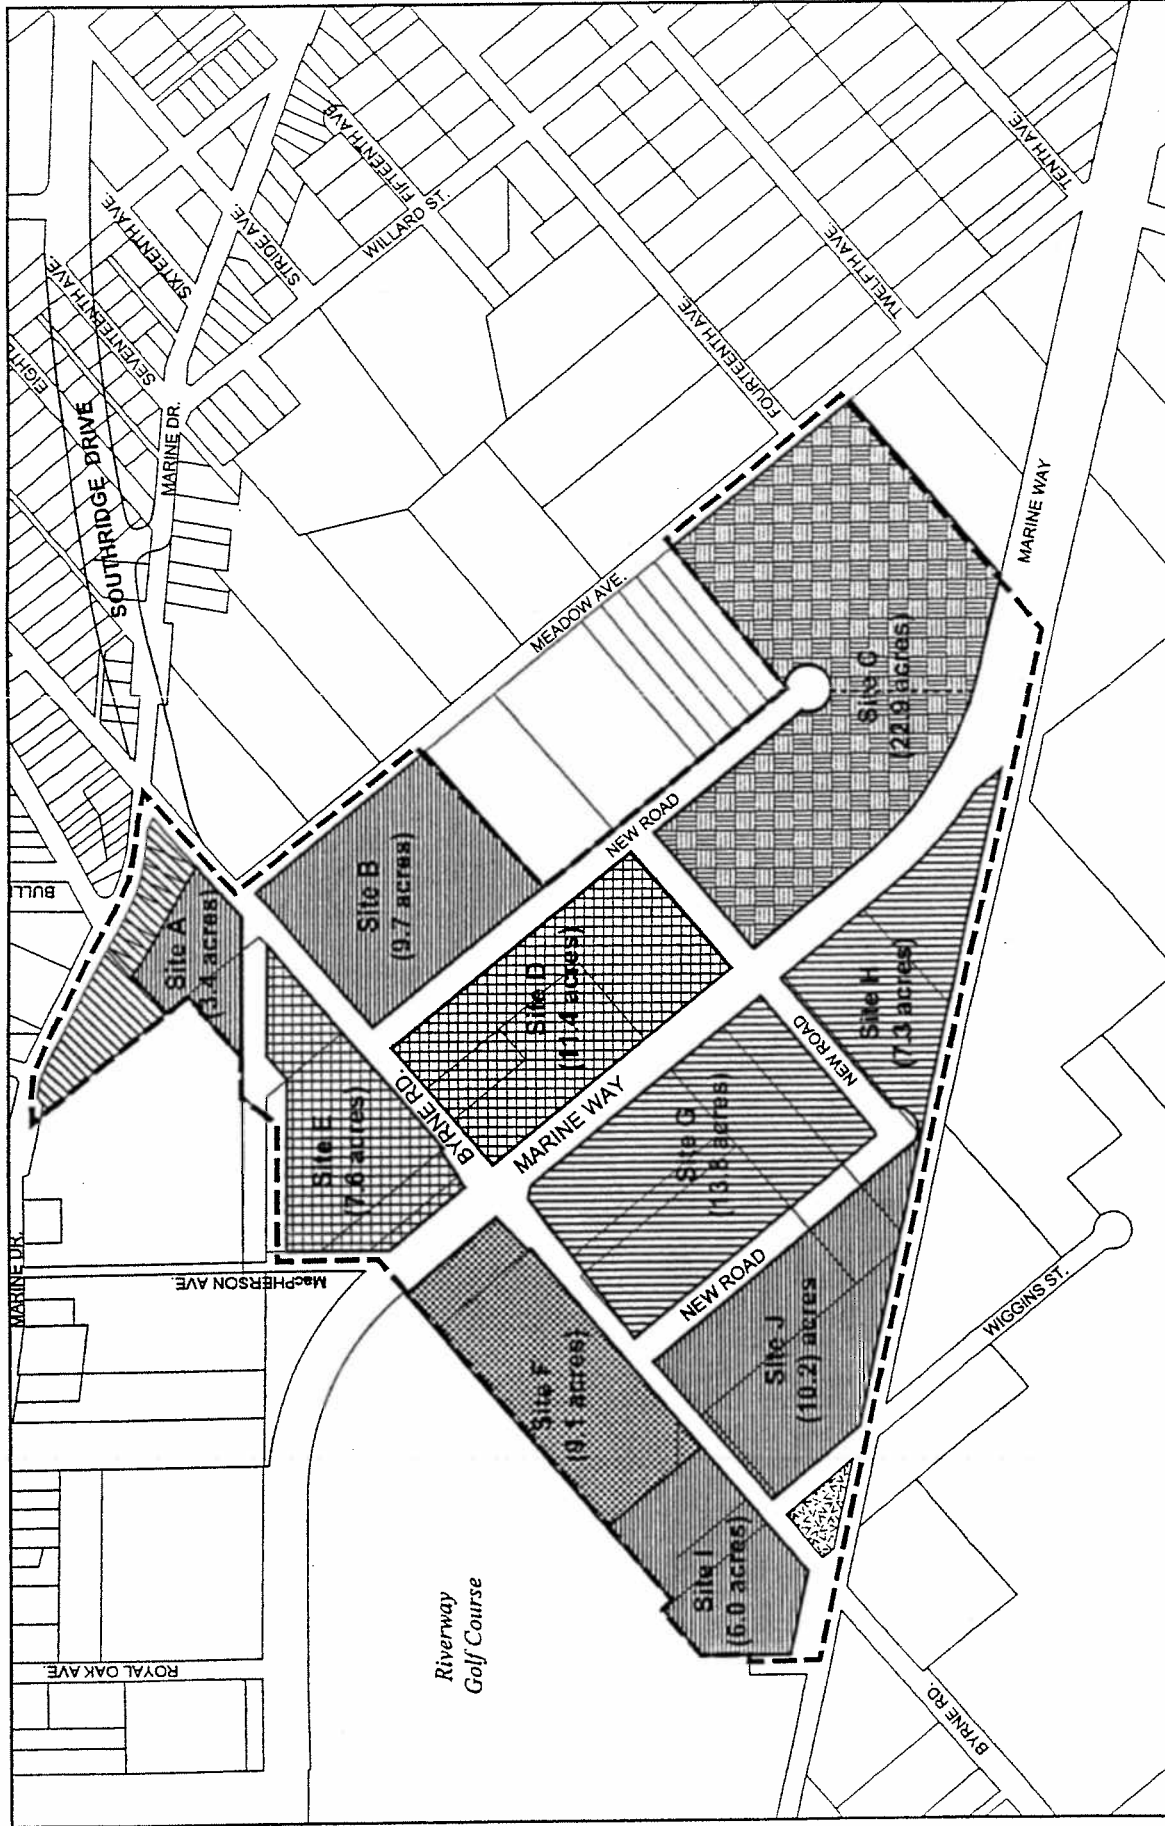 MARINE DR.
MacPHERSON AVE.
ROYAL OAK AVE.
Riverway
Golf Course
BULL
SOUTHRIDGE DRIVE
MARINE DR.
EIGHT
SEVENTEENTH AVE.
SIXTEENTH AVE.
STRIDE AVE.
FIFTEENTH AVE
WILLARD ST.
FOURTEENTH AVE.
TWELFTH AVE.
TENTH AVE.
MEADOW AVE.
MARINE WAY
Site A
(3.4 acres)
Site B
(9.7 acres)
Site C
(22.9 acres)
Site D
(11.4 acres)
Site E
(7.6 acres)
Site F
(9.1 acres)
Site G
(13.8 acres)
Site H
(7.3 acres)
Site I
(6.0 acres)
Site J
(10.2) acres
BYRNE RD.
MARINE WAY
NEW ROAD
NEW ROAD
NEW ROAD
WIGGINS ST.
BYRNE RD.